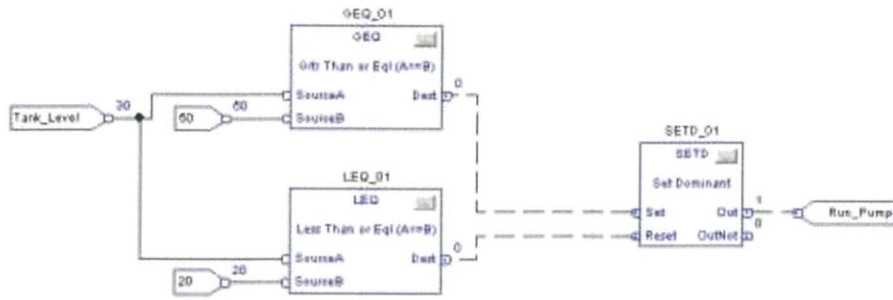 GEQ_01
GEQ
Grtr Than or Eql (A>=B)
0
SourceA
Dest
SourceB
30
Tank_Level
60
60
SETD_01
SETD
Set Dominant
1
Set
Out
Run_Pump
0
Reset
OutNot
LEQ_01
LEQ
Less Than or Eql (A<=B)
0
SourceA
Dest
SourceB
20
20